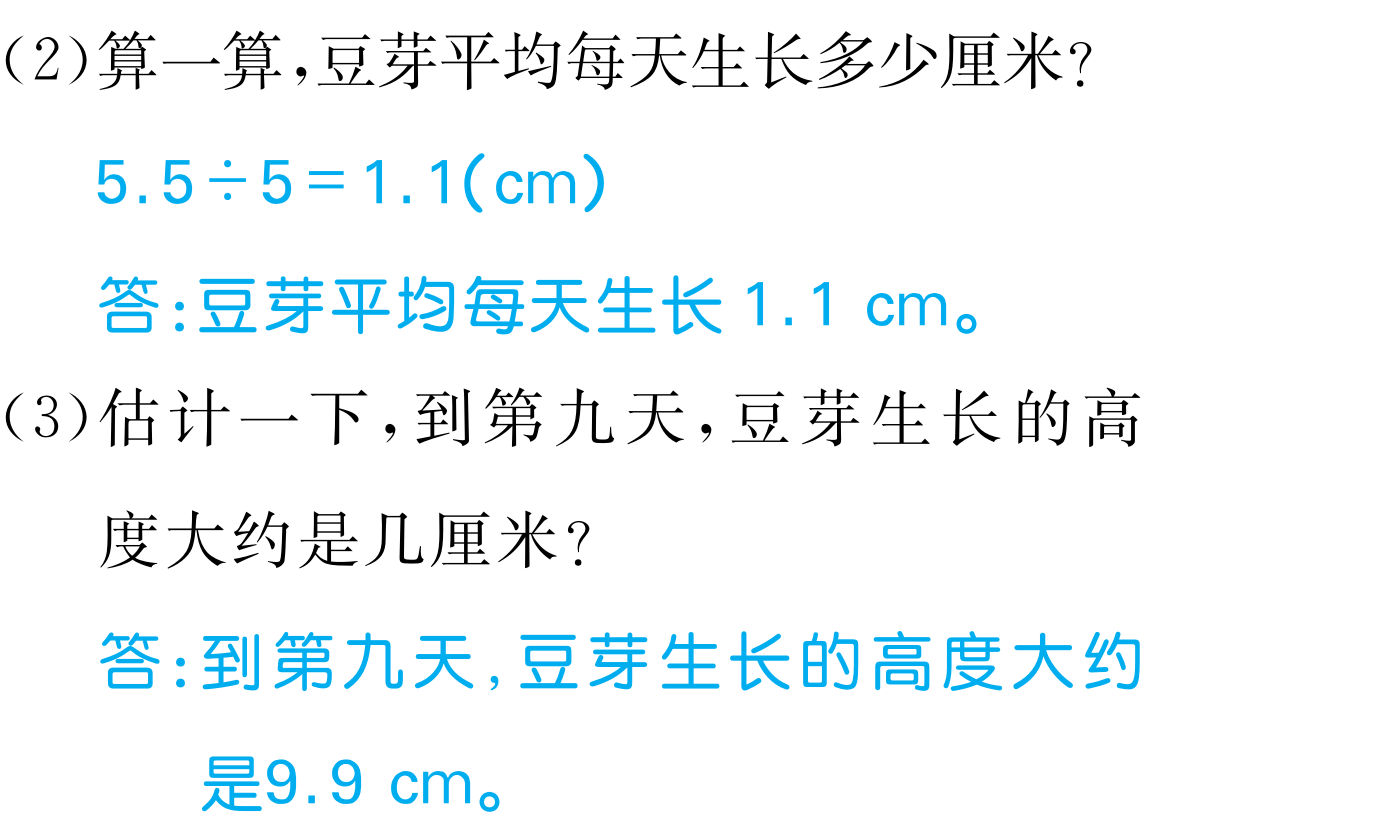 (2)算一算,豆芽平均每天生长多少厘米?
5.5÷5=1.1(cm)
答:豆芽平均每天生长 1.1 cm。
(3)估计一下,到第九天,豆芽生长的高
度大约是几厘米?
答:到第九天,豆芽生长的高度大约
是9.9 cm。